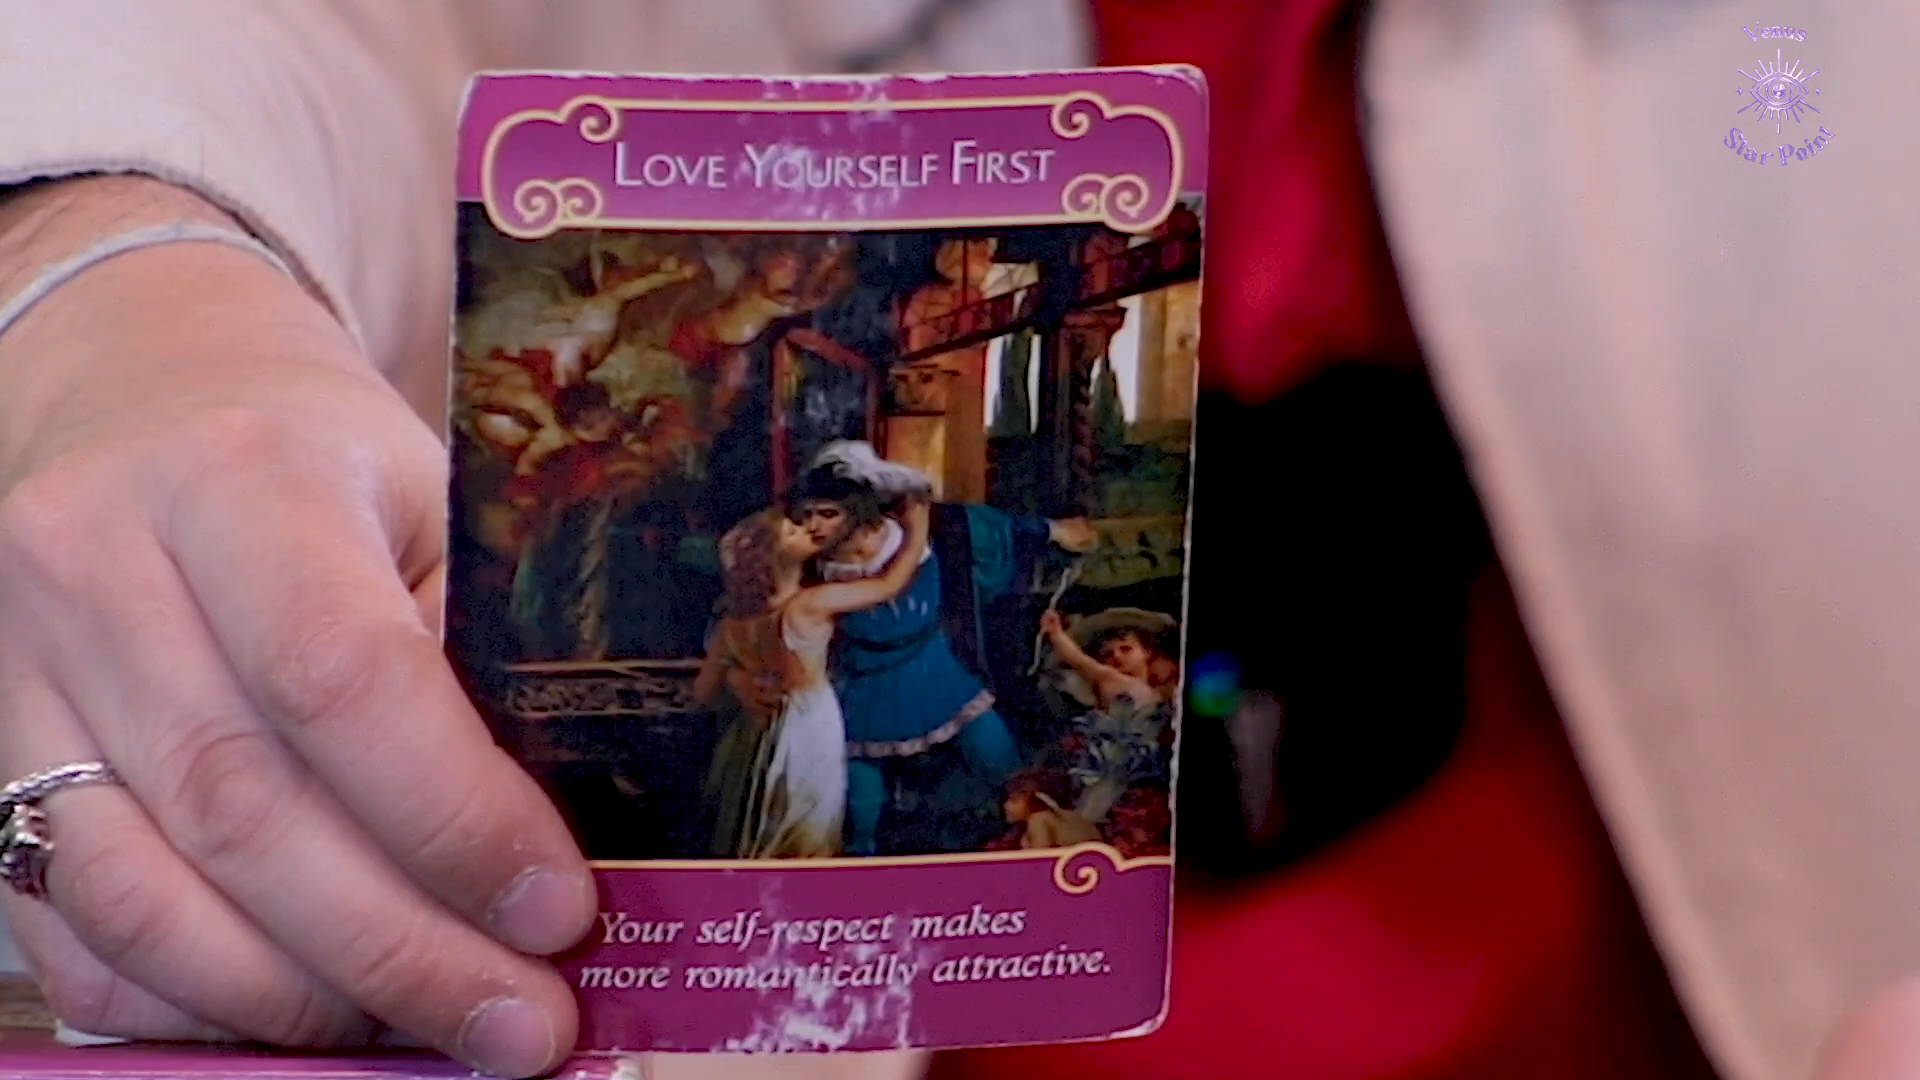 Venus
Star Point
LOVE YOURSELF FIRST
Your self-respect makes
more romantically attractive.